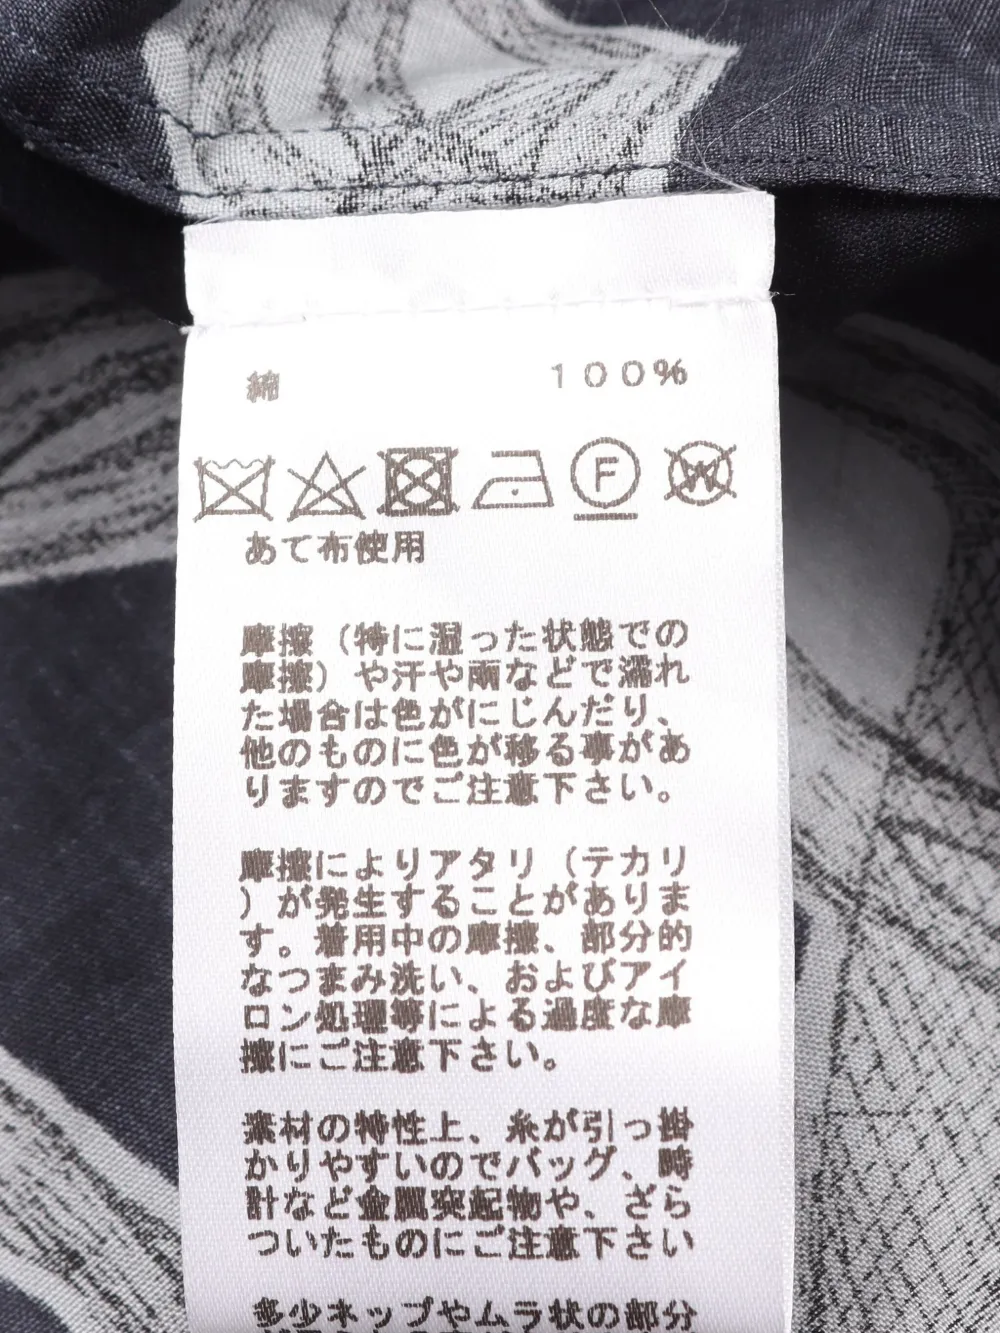 綿 100%
F W
あて布使用
摩擦（特に湿った状態での
摩擦）や汗や雨などで濡れ
た場合は色がにじんだり、
他のものに色が移る事があ
りますのでご注意下さい。
摩擦によりアタリ（テカリ
）が発生することがありま
す。着用中の摩擦、部分的
なつまみ洗い、およびアイ
ロン処理等による過度な摩
擦にご注意下さい。
素材の特性上、糸が引っ掛
かりやすいのでバッグ、時
計など金属突起物や、ざら
ついたものにご注意下さい
多少ネップやムラ状の部分